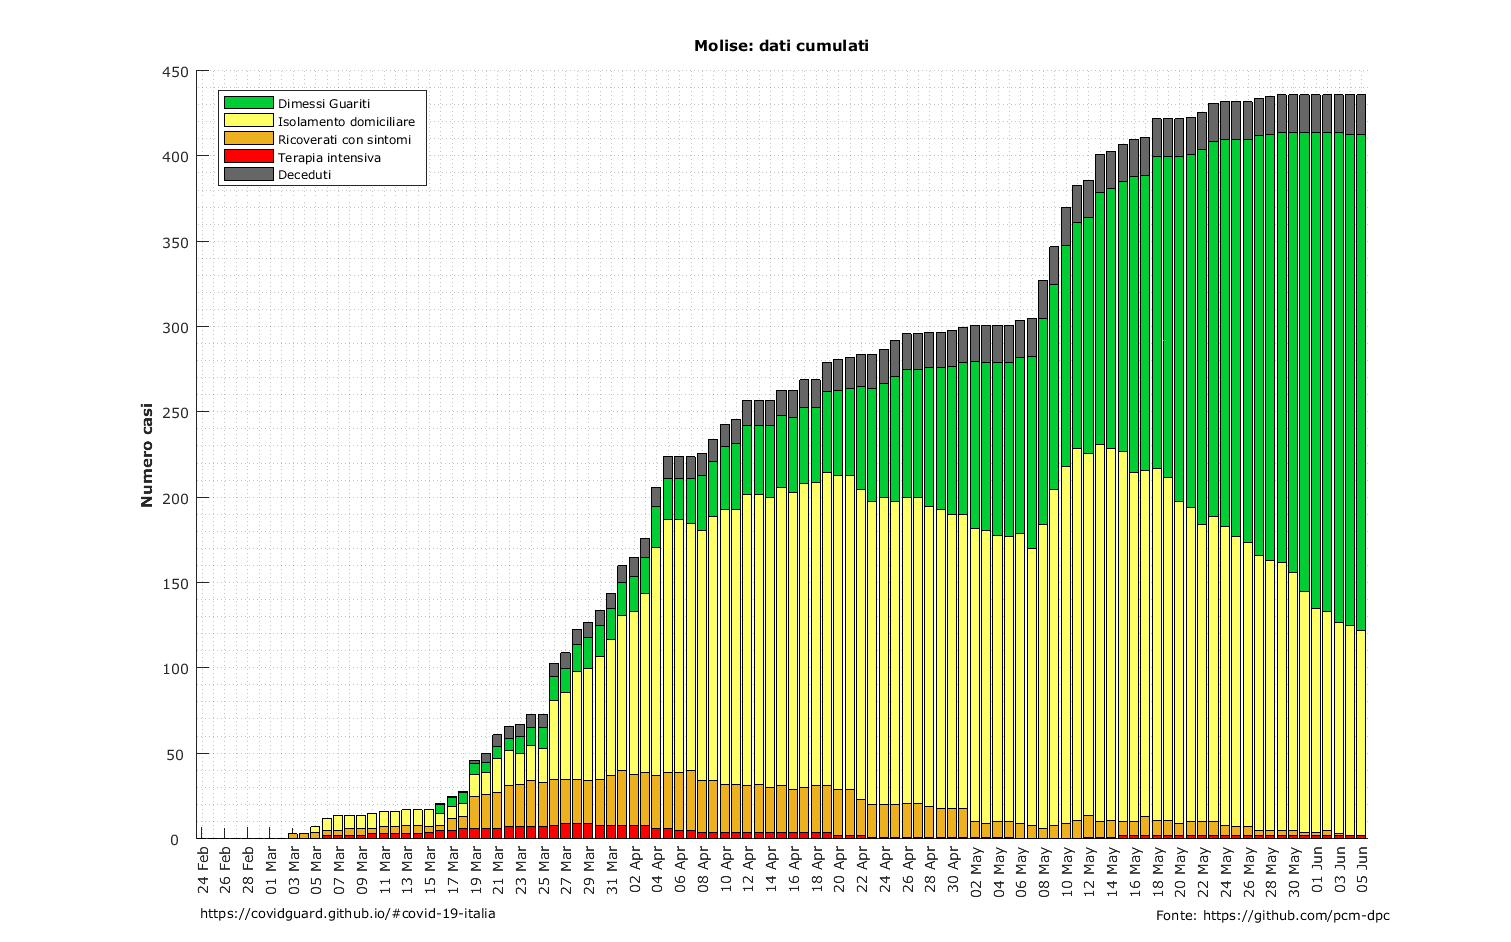 Molise: dati cumulati
450
400
350
300
250
200
150
100
50
0
Numero casi
Dimessi Guariti
Isolamento domiciliare
Ricoverati con sintomi
Terapia intensiva
Deceduti
24 Feb
26 Feb
28 Feb
01 Mar
03 Mar
05 Mar
07 Mar
09 Mar
11 Mar
13 Mar
15 Mar
17 Mar
19 Mar
21 Mar
23 Mar
25 Mar
27 Mar
29 Mar
31 Mar
02 Apr
04 Apr
06 Apr
08 Apr
10 Apr
12 Apr
14 Apr
16 Apr
18 Apr
20 Apr
22 Apr
24 Apr
26 Apr
28 Apr
30 Apr
02 May
04 May
06 May
08 May
10 May
12 May
14 May
16 May
18 May
20 May
22 May
24 May
26 May
28 May
30 May
01 Jun
03 Jun
05 Jun
https://covidguard.github.io/#covid-19-italia
Fonte: https://github.com/pcm-dpc